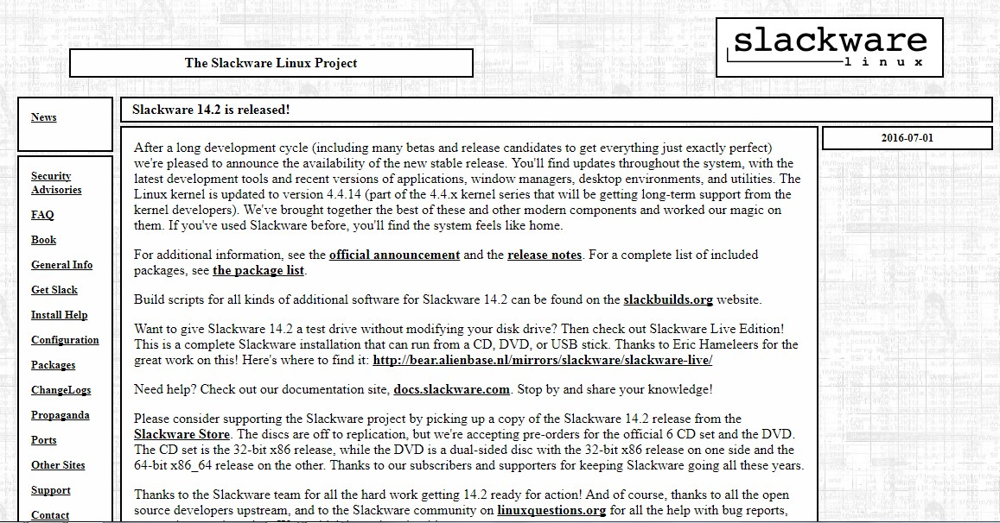 slackware
linux
The Slackware Linux Project
News
Security
Advisories
FAQ
Book
General Info
Get Slack
Install Help
Configuration
Packages
ChangeLogs
Propaganda
Ports
Other Sites
Support
Contact
Slackware 14.2 is released!
2016-07-01
After a long development cycle (including many betas and release candidates to get everything just exactly perfect)
we're pleased to announce the availability of the new stable release. You'll find updates throughout the system, with the
latest development tools and recent versions of applications, window managers, desktop environments, and utilities. The
Linux kernel is updated to version 4.4.14 (part of the 4.4.x kernel series that will be getting long-term support from the
kernel developers). We've brought together the best of these and other modern components and worked our magic on
them. If you've used Slackware before, you'll find the system feels like home.
For additional information, see the official announcement and the release notes. For a complete list of included
packages, see the package list.
Build scripts for all kinds of additional software for Slackware 14.2 can be found on the slackbuilds.org website.
Want to give Slackware 14.2 a test drive without modifying your disk drive? Then check out Slackware Live Edition!
This is a complete Slackware installation that can run from a CD, DVD, or USB stick. Thanks to Eric Hameleers for the
great work on this! Here's where to find it: http://bear.alienbase.nl/mirrors/slackware/slackware-live/
Need help? Check out our documentation site, docs.slackware.com. Stop by and share your knowledge!
Please consider supporting the Slackware project by picking up a copy of the Slackware 14.2 release from the
Slackware Store. The discs are off to replication, but we're accepting pre-orders for the official 6 CD set and the DVD.
The CD set is the 32-bit x86 release, while the DVD is a dual-sided disc with the 32-bit x86 release on one side and the
64-bit x86_64 release on the other. Thanks to our subscribers and supporters for keeping Slackware going all these years.
Thanks to the Slackware team for all the hard work getting 14.2 ready for action! And of course, thanks to all the open
source developers upstream, and to the Slackware community on linuxquestions.org for all the help with bug reports,